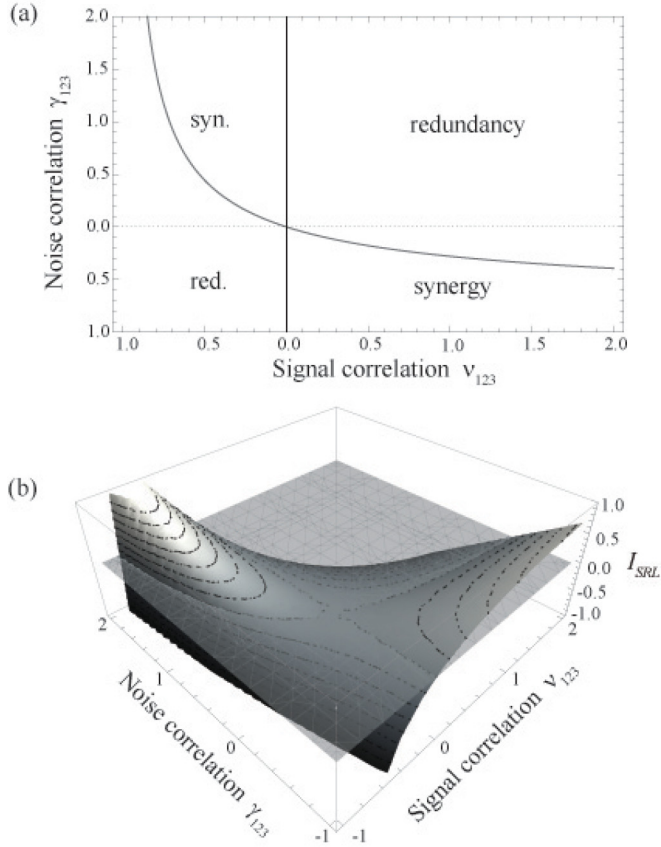 (a)
2.0
1.5
syn.
redundancy
1.0
0.5
0.0
red.
synergy
0.5
1.0
Noise correlation γ123
1.0 0.5 0.0 0.5 1.0 1.5 2.0
Signal correlation ν123
(b)
1.0
0.5
0.0
-0.5
-1.0
ISRL
2
1
0
-1
Noise correlation γ123
2
1
0
-1
Signal correlation ν123